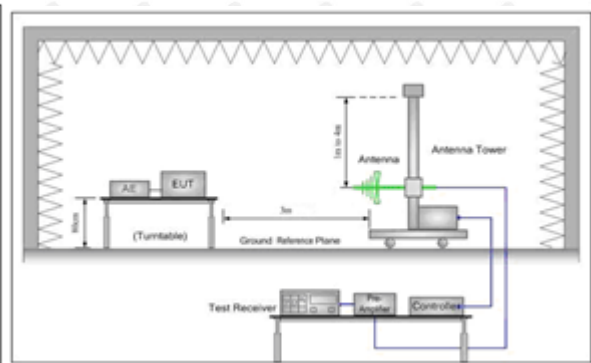 1m to 4m
Antenna
Antenna Tower
AE
EUT
80cm
(Turntable)
3m
Ground Reference Plane
Test Receiver
Pre-
Amplifier
Controller